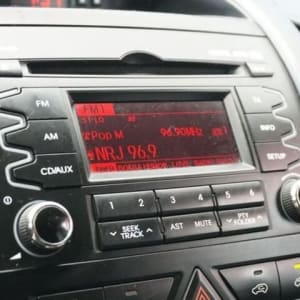 FM1
Pop M 96.90MHz
NRJ 96.9
FM
AM
CD/AUX
TA
INFO
SETUP
1 2 3 4 5 6
SEEK
TRACK
AST
MUTE
PTY
FOLDER